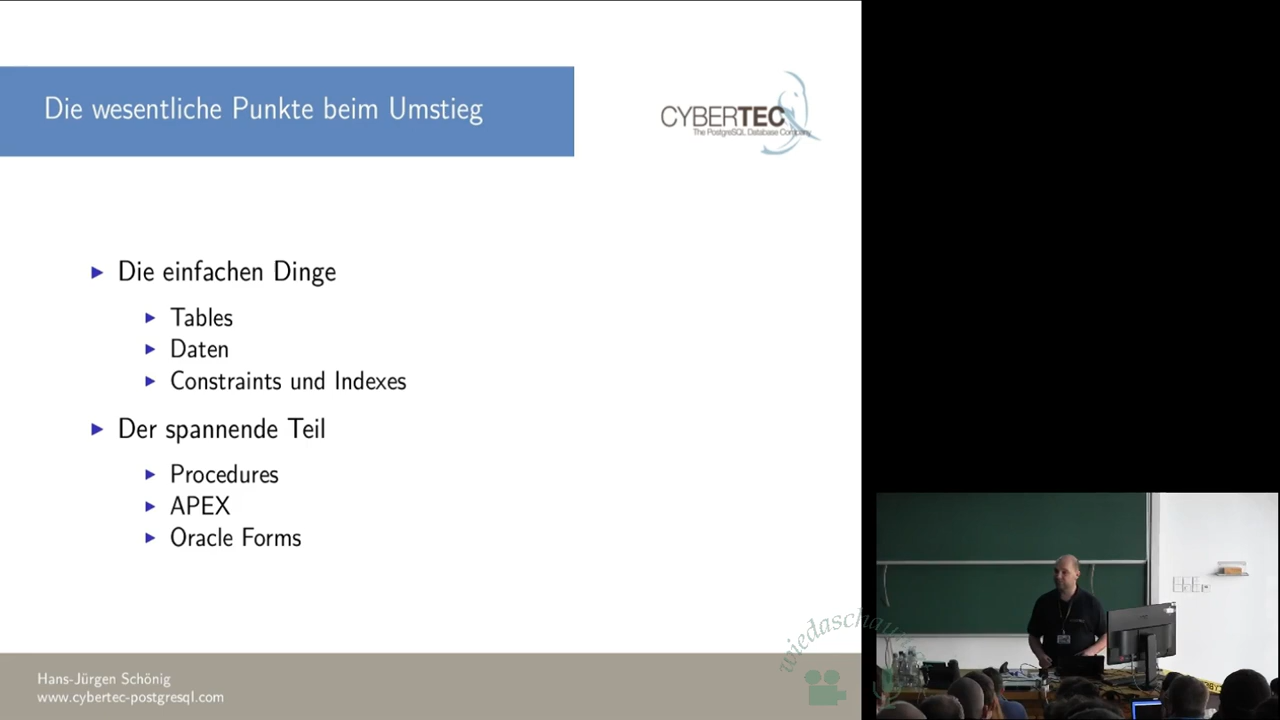 Die wesentliche Punkte beim Umstieg
CYBERTEC
The PostgreSQL Database Company
Die einfachen Dinge
Tables
Daten
Constraints und Indexes
Der spannende Teil
Procedures
APEX
Oracle Forms
Hans-Jürgen Schönig
www.cybertec-postgresql.com